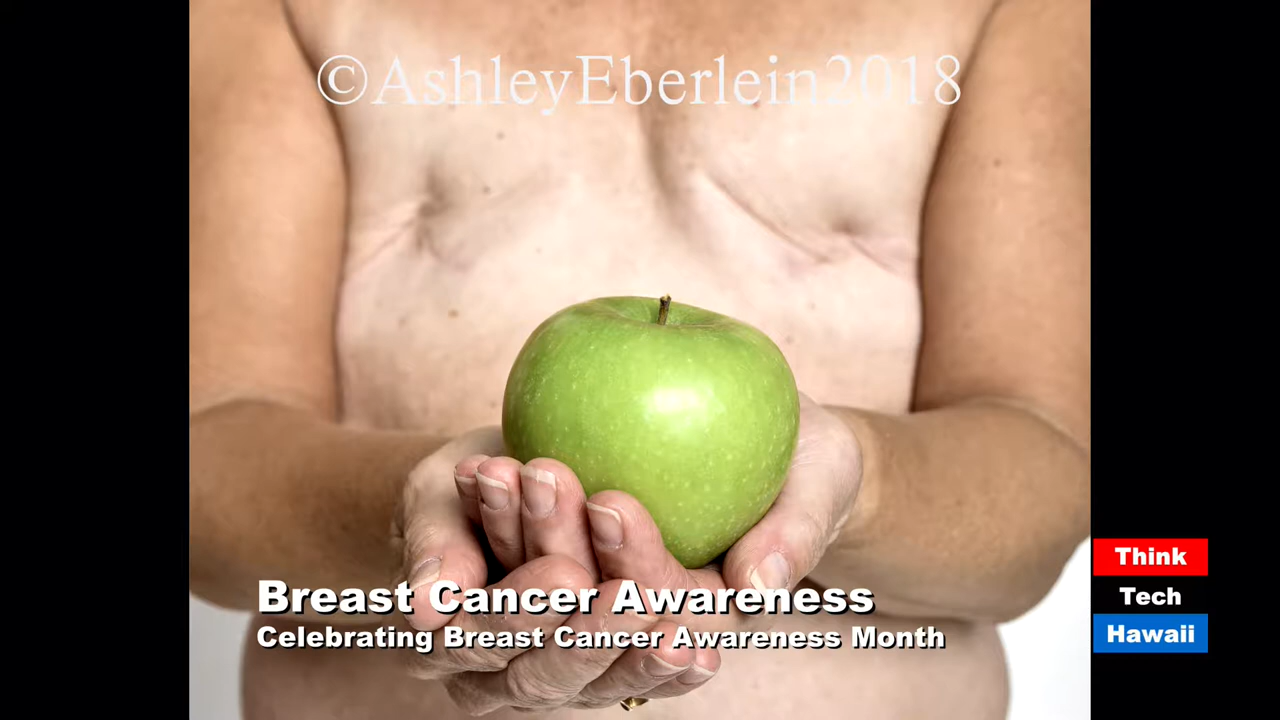 ©AshleyEberlein2018
Breast Cancer Awareness
Celebrating Breast Cancer Awareness Month
Think
Tech
Hawaii